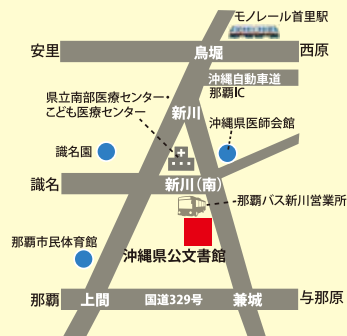 モノレール首里駅
安里
鳥堀
西原
沖縄自動車道
那覇IC
県立南部医療センター・
こども医療センター
新川
沖縄県医師会館
識名園
識名
新川(南)
那覇バス新川営業所
那覇市民体育館
沖縄県公文書館
那覇
上間
国道329号
兼城
与那原